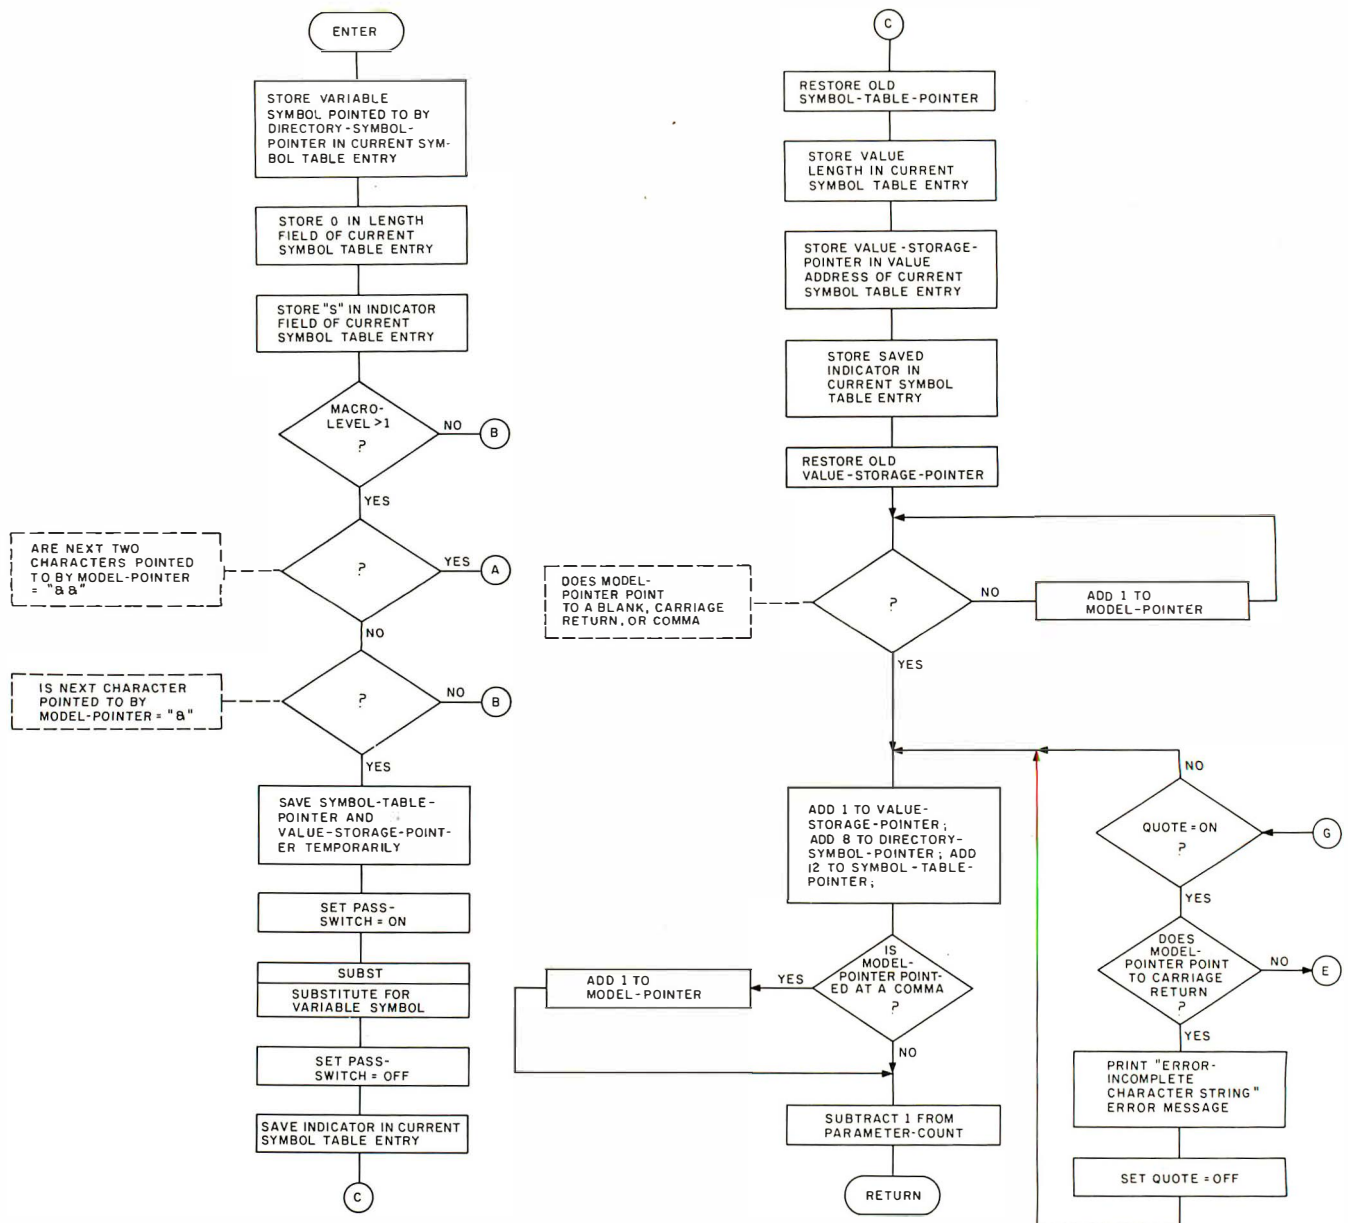 ENTER
STORE VARIABLE
SYMBOL POINTED TO BY
DIRECTORY-SYMBOL-
POINTER IN CURRENT SYM-
BOL TABLE ENTRY
STORE 0 IN LENGTH
FIELD OF CURRENT
SYMBOL TABLE ENTRY
STORE "S" IN INDICATOR
FIELD OF CURRENT
SYMBOL TABLE ENTRY
MACRO-
LEVEL >1
?
NO
B
YES
ARE NEXT TWO
CHARACTERS POINTED
TO BY MODEL-POINTER
= "&&"
?
YES
A
NO
IS NEXT CHARACTER
POINTED TO BY
MODEL-POINTER = "&"
?
NO
B
YES
SAVE SYMBOL-TABLE-
POINTER AND
VALUE-STORAGE-POINT-
ER TEMPORARILY
SET PASS-
SWITCH = ON
SUBST
SUBSTITUTE FOR
VARIABLE SYMBOL
SET PASS-
SWITCH = OFF
SAVE INDICATOR IN CURRENT
SYMBOL TABLE ENTRY
C
C
RESTORE OLD
SYMBOL-TABLE-POINTER
STORE VALUE
LENGTH IN CURRENT
SYMBOL TABLE ENTRY
STORE VALUE-STORAGE-
POINTER IN VALUE
ADDRESS OF CURRENT
SYMBOL TABLE ENTRY
STORE SAVED
INDICATOR IN
CURRENT SYMBOL
TABLE ENTRY
RESTORE OLD
VALUE-STORAGE-POINTER
DOES MODEL-
POINTER POINT
TO A BLANK, CARRIAGE
RETURN, OR COMMA
?
NO
ADD 1 TO
MODEL-POINTER
YES
ADD 1 TO VALUE-
STORAGE-POINTER;
ADD 8 TO DIRECTORY-
SYMBOL-POINTER; ADD
12 TO SYMBOL-TABLE-
POINTER;
IS
MODEL-
POINTER POINT-
ED AT A COMMA
?
YES
ADD 1 TO
MODEL-POINTER
NO
SUBTRACT 1 FROM
PARAMETER-COUNT
RETURN
NO
QUOTE = ON
?
G
YES
DOES
MODEL-
POINTER POINT
TO CARRIAGE
RETURN
?
NO
E
YES
PRINT "ERROR-
INCOMPLETE
CHARACTER STRING"
ERROR MESSAGE
SET QUOTE = OFF